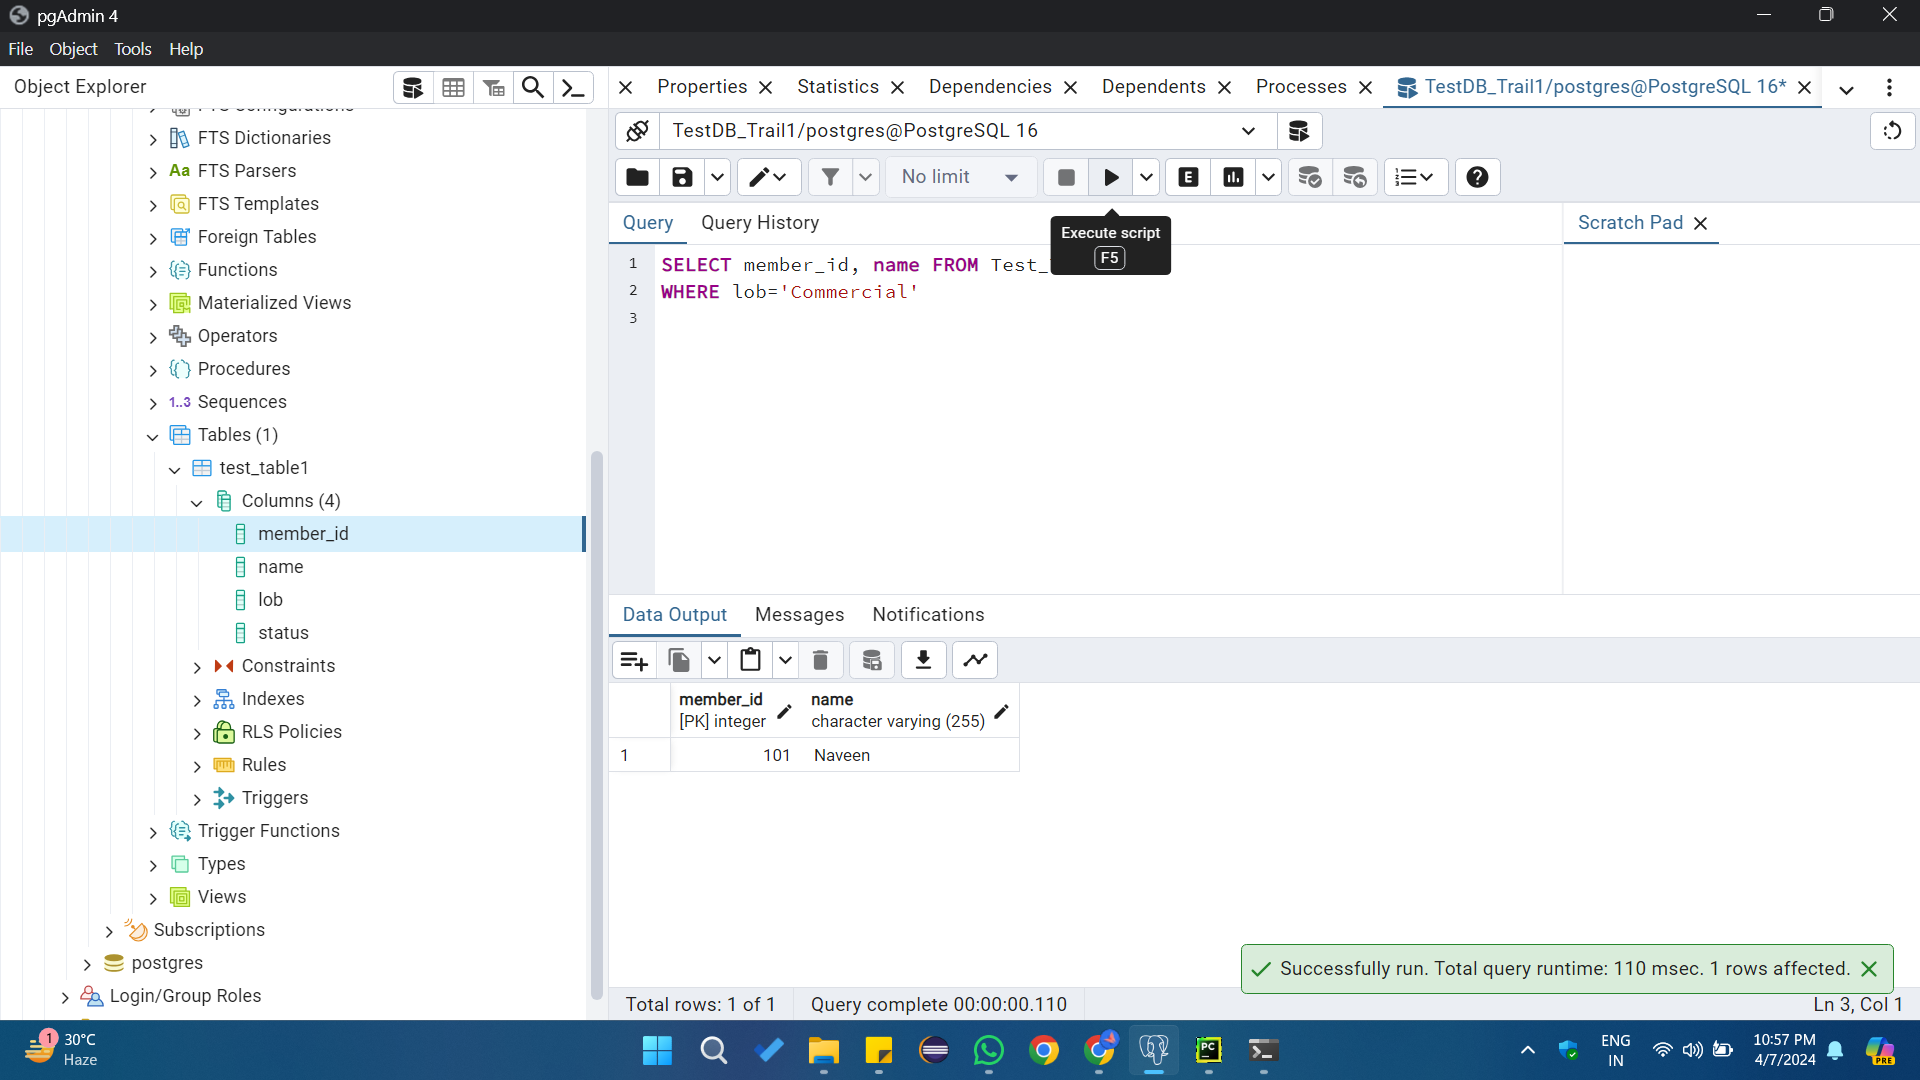 pgAdmin 4
File Object Tools Help
Object Explorer
Properties Statistics Dependencies Dependents Processes TestDB_Trail1/postgres@PostgreSQL 16*
FTS Dictionaries
Aa FTS Parsers
FTS Templates
Foreign Tables
Functions
Materialized Views
Operators
Procedures
1..3 Sequences
Tables (1)
test_table1
Columns (4)
member_id
name
lob
status
Constraints
Indexes
RLS Policies
Rules
Triggers
Trigger Functions
Types
Views
Subscriptions
postgres
Login/Group Roles
TestDB_Trail1/postgres@PostgreSQL 16
No limit
E
Query Query History
Execute script
F5
Scratch Pad
1 SELECT member_id, name FROM Test_
2 WHERE lob='Commercial'
3
Data Output Messages Notifications
member_id name
[PK] integer character varying (255)
1 101 Naveen
Successfully run. Total query runtime: 110 msec. 1 rows affected.
Total rows: 1 of 1 Query complete 00:00:00.110 Ln 3, Col 1
1 30°C
Haze
PC
ENG
IN
10:57 PM
4/7/2024
PRE